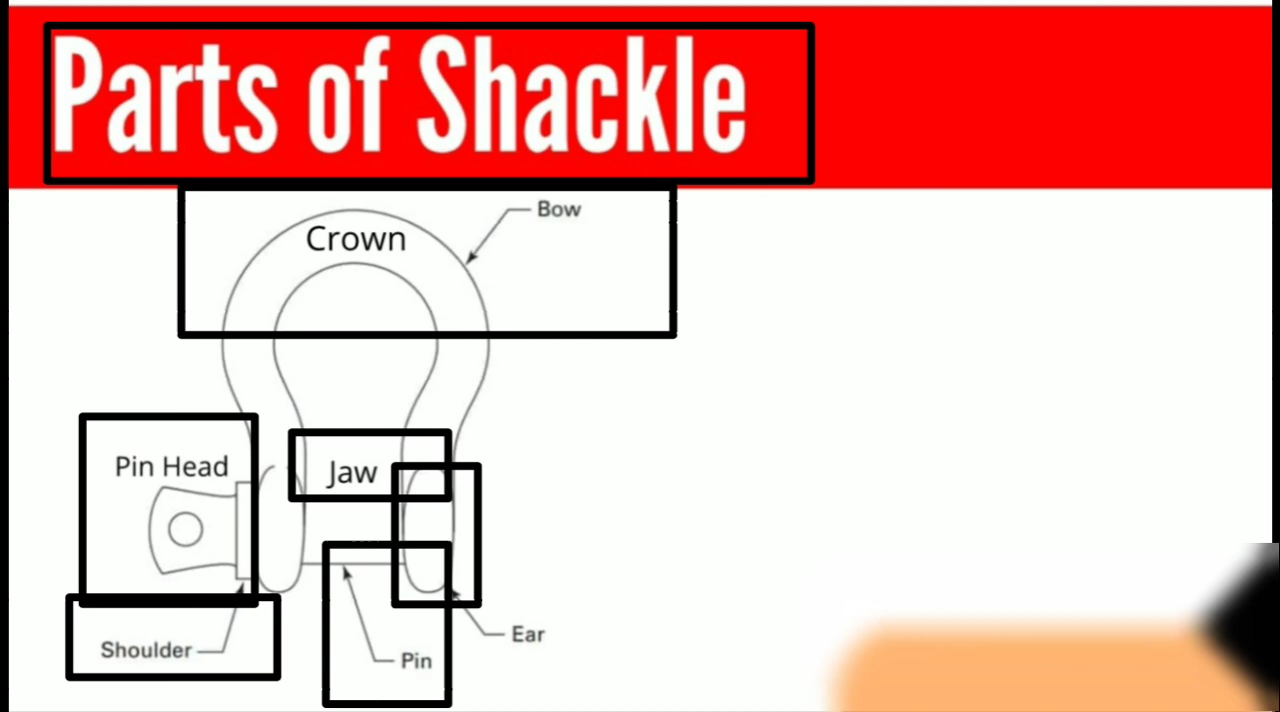 Parts of Shackle
Bow
Crown
Pin Head
Jaw
Shoulder
Ear
Pin